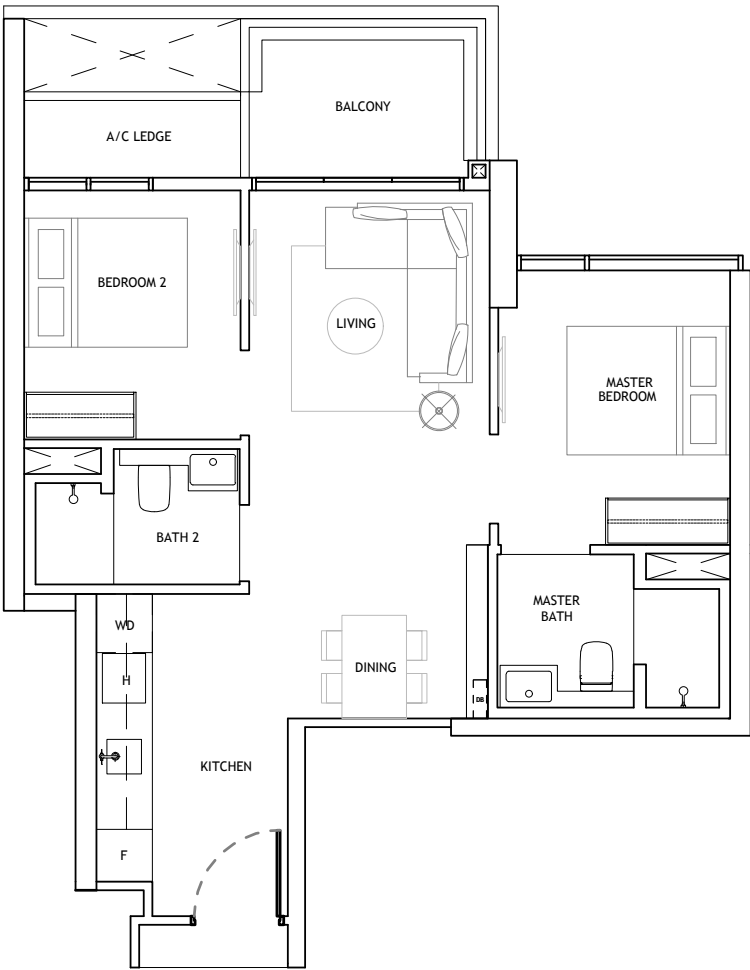 BALCONY
A/C LEDGE
BEDROOM 2
LIVING
MASTER
BEDROOM
BATH 2
MASTER
BATH
WD
H
DINING
DB
KITCHEN
F